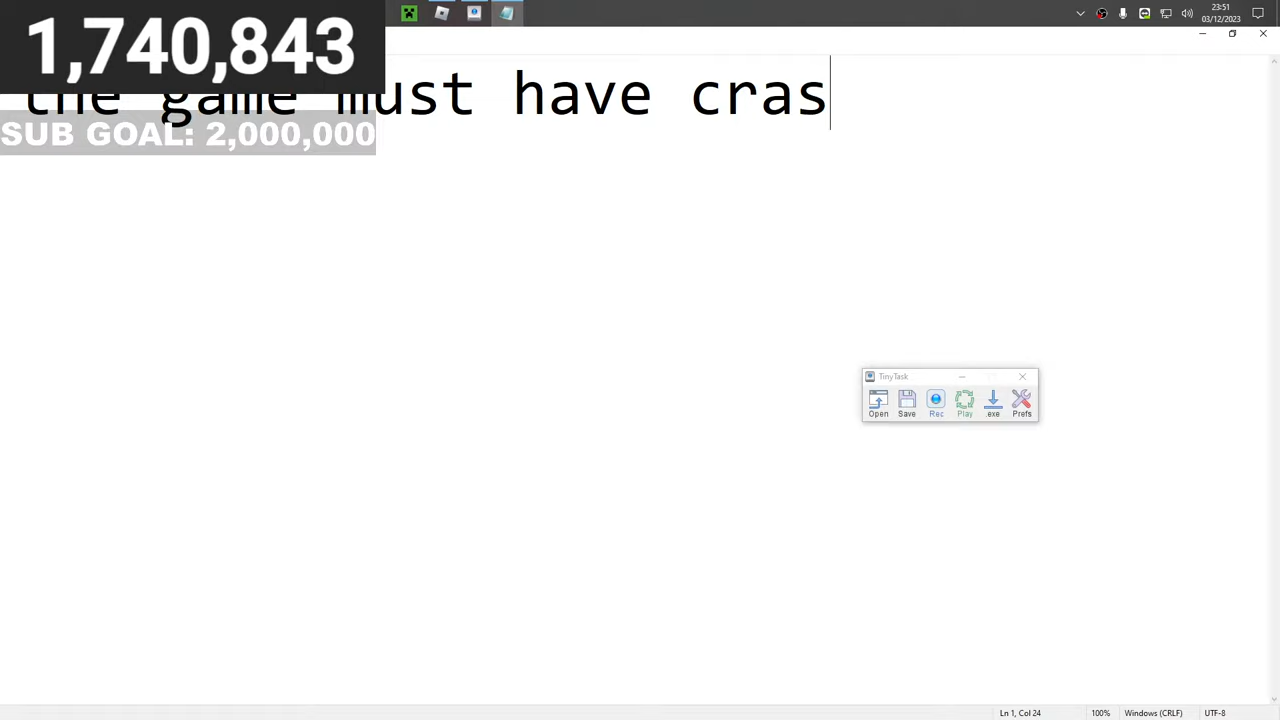 23:51
03/12/2023
1,740,843
the game must have cras
SUB GOAL: 2,000,000
TinyTask
Open Save Rec Play .exe Prefs
Ln 1, Col 24 100% Windows (CRLF) UTF-8